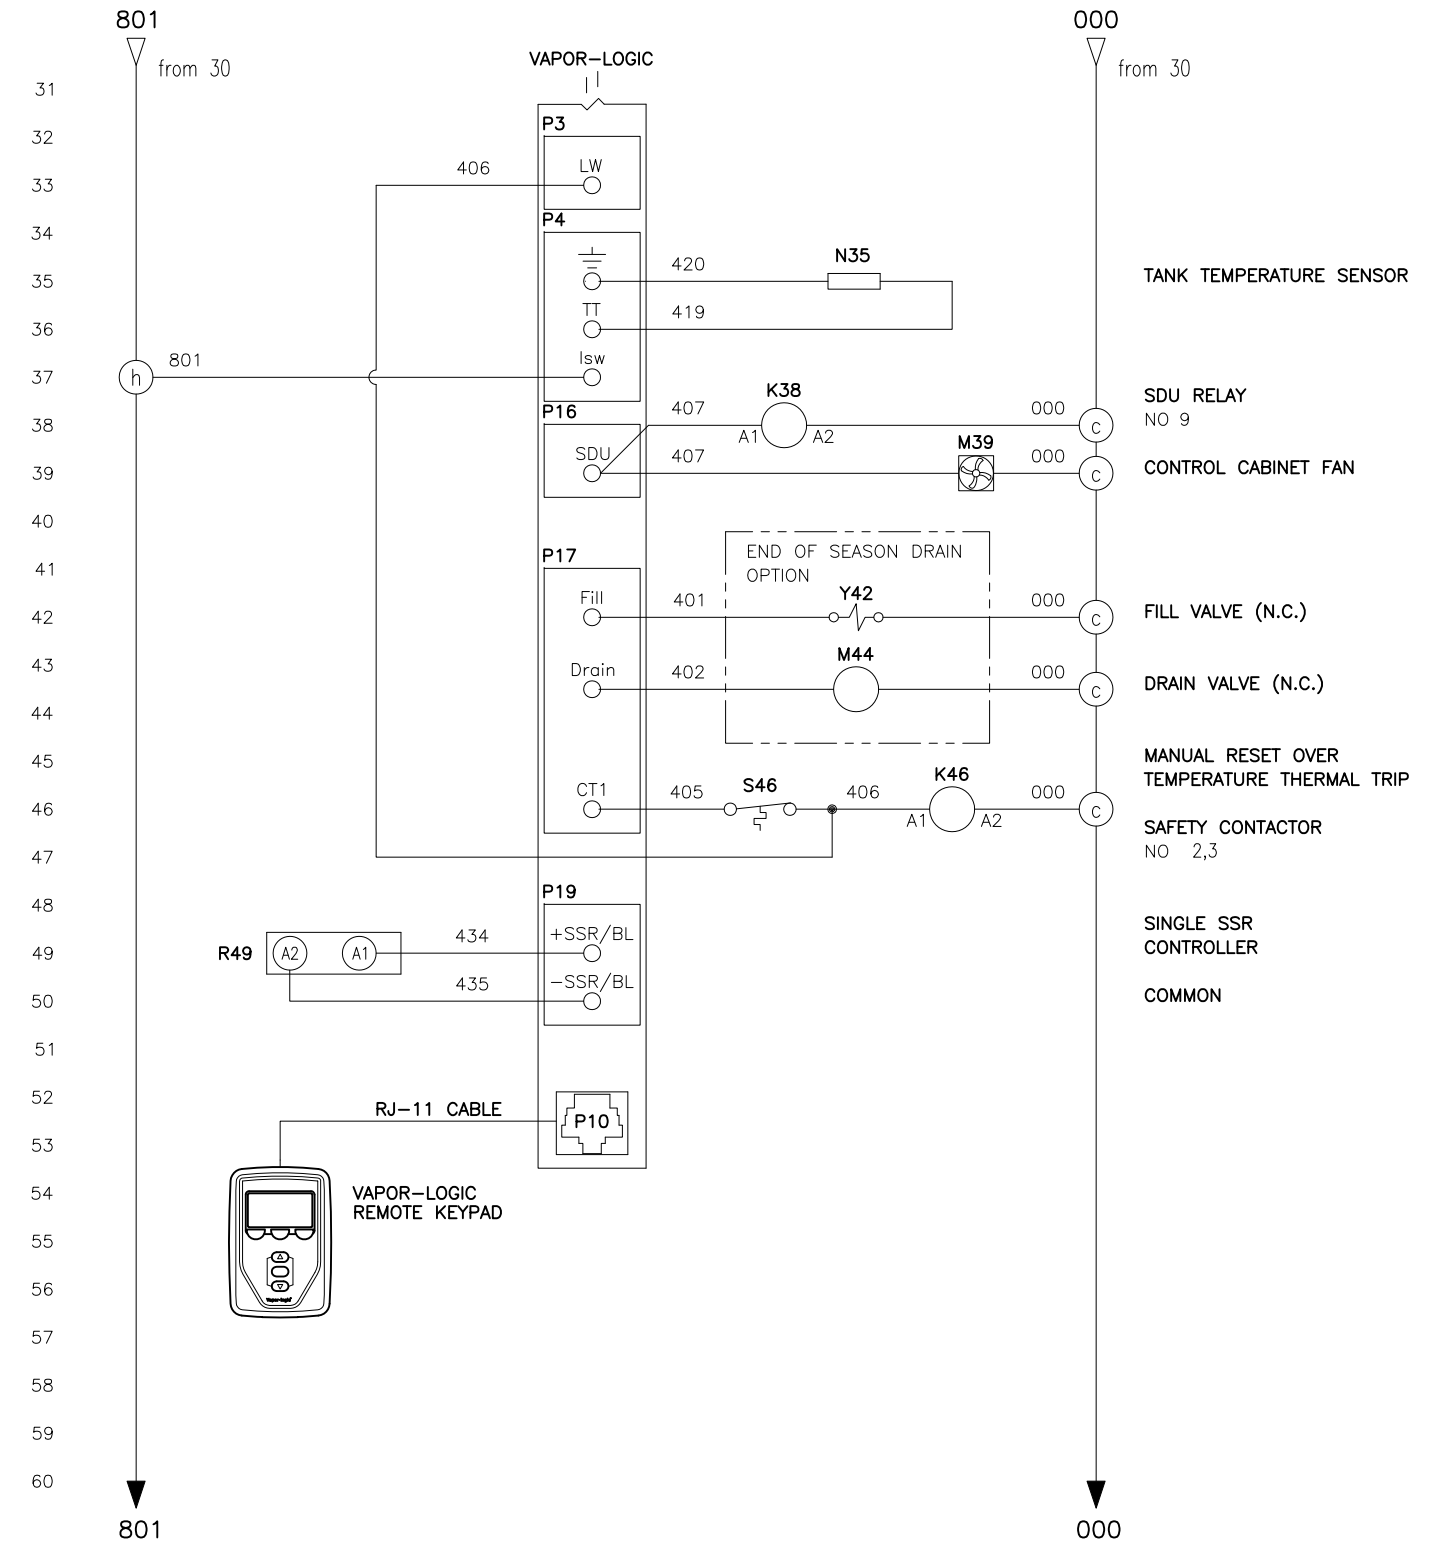 801
000
from 30
from 30
VAPOR-LOGIC
31
P3
32
406
LW
33
P4
34
420
N35
35
TANK TEMPERATURE SENSOR
TT
419
36
Isw
801
h
37
K38
SDU RELAY
P16
407
000
NO 9
38
A1
A2
c
M39
SDU
407
000
39
c
CONTROL CABINET FAN
40
END OF SEASON DRAIN
OPTION
P17
41
Y42
Fill
401
000
42
c
FILL VALVE (N.C.)
43
M44
Drain
402
000
c
DRAIN VALVE (N.C.)
44
45
MANUAL RESET OVER
TEMPERATURE THERMAL TRIP
K46
S46
CT1
405
406
000
46
A1
A2
c
SAFETY CONTACTOR
NO 2,3
47
P19
48
SINGLE SSR
CONTROLLER
434
+SSR/BL
49
R49
A2
A1
435
-SSR/BL
50
COMMON
51
52
RJ-11 CABLE
P10
53
54
VAPOR-LOGIC
REMOTE KEYPAD
55
56
Vapor-logic
57
58
59
60
801
000